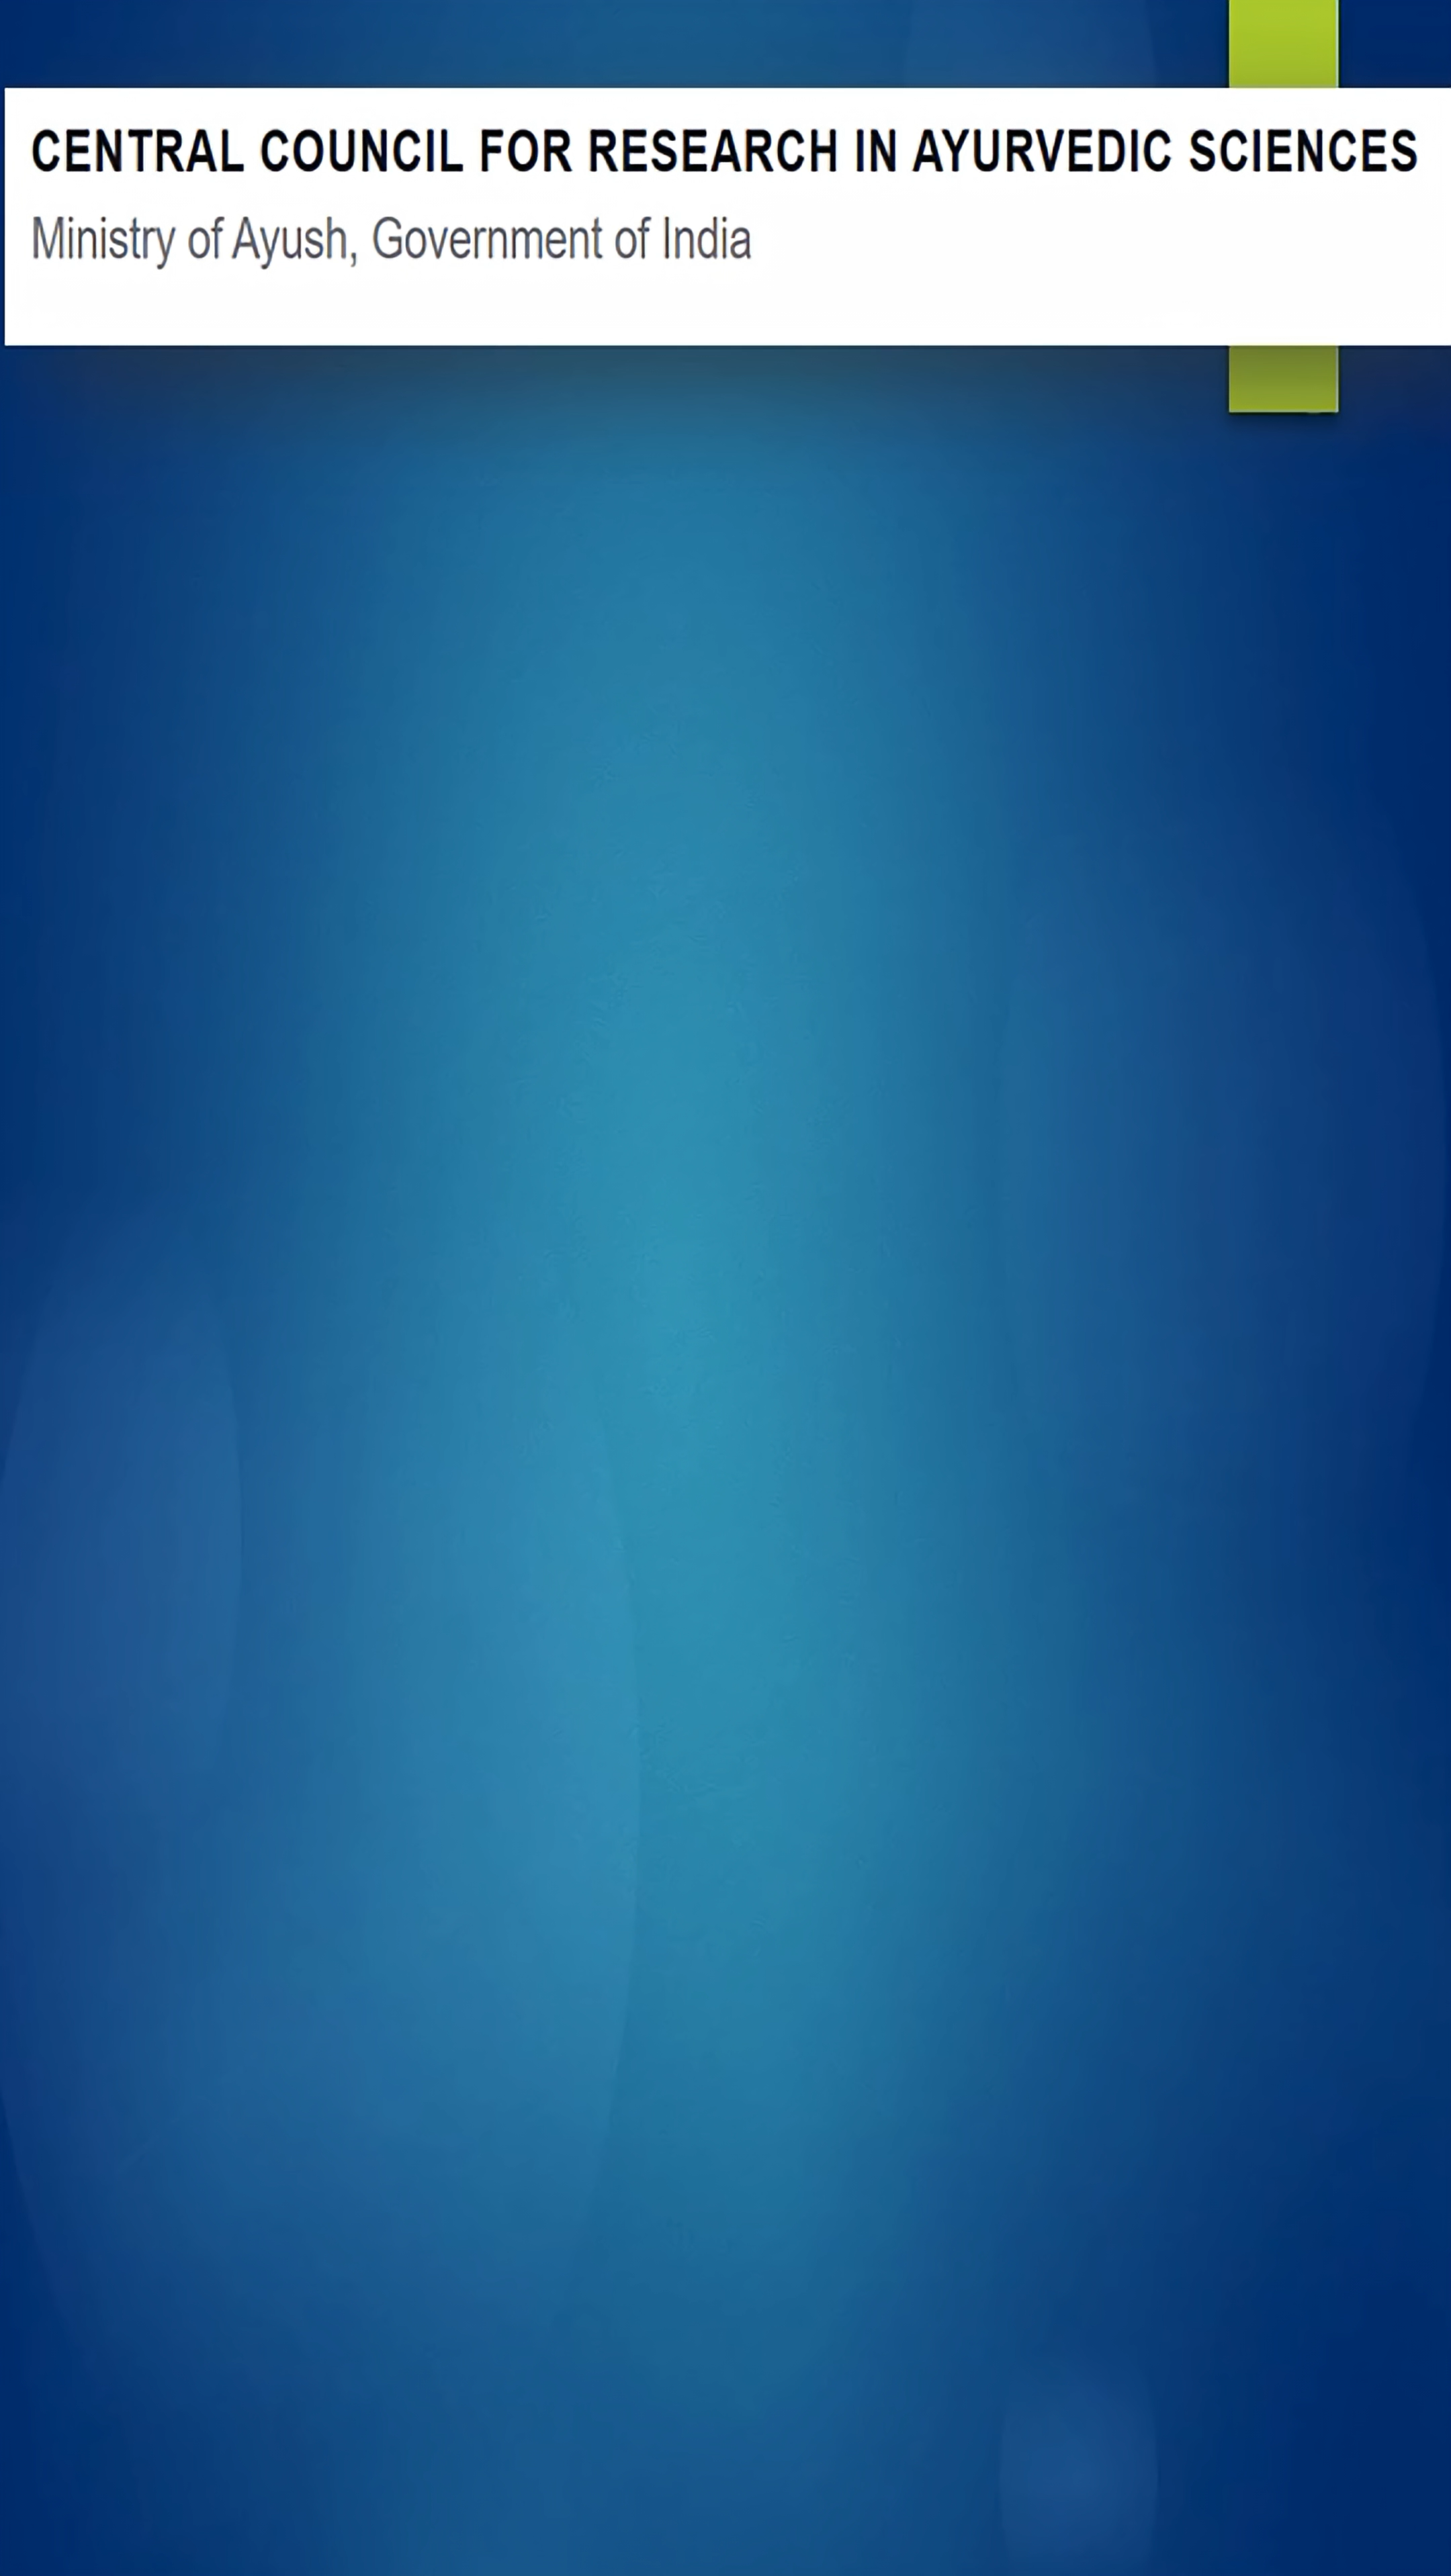 CENTRAL COUNCIL FOR RESEARCH IN AYURVEDIC SCIENCES
Ministry of Ayush, Government of India